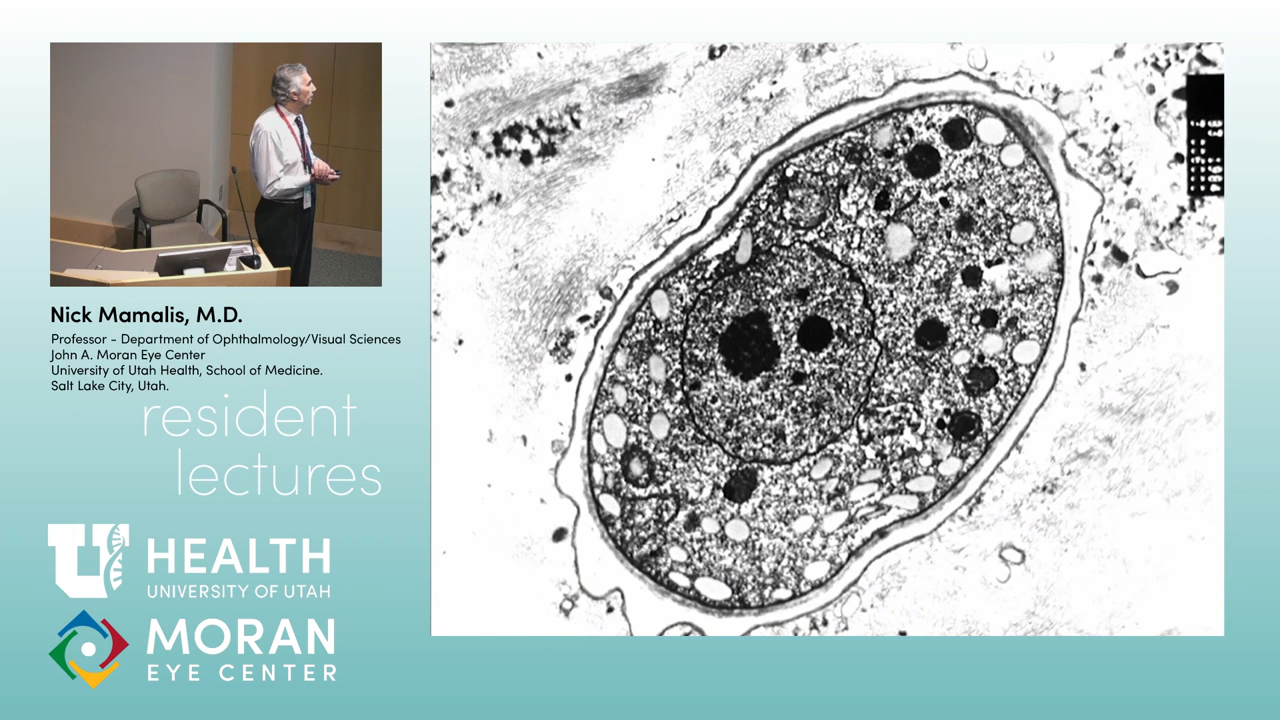 Nick Mamalis, M.D.
Professor - Department of Ophthalmology/Visual Sciences
John A. Moran Eye Center
University of Utah Health, School of Medicine.
Salt Lake City, Utah.
resident
lectures
U HEALTH
UNIVERSITY OF UTAH
MORAN
EYE CENTER